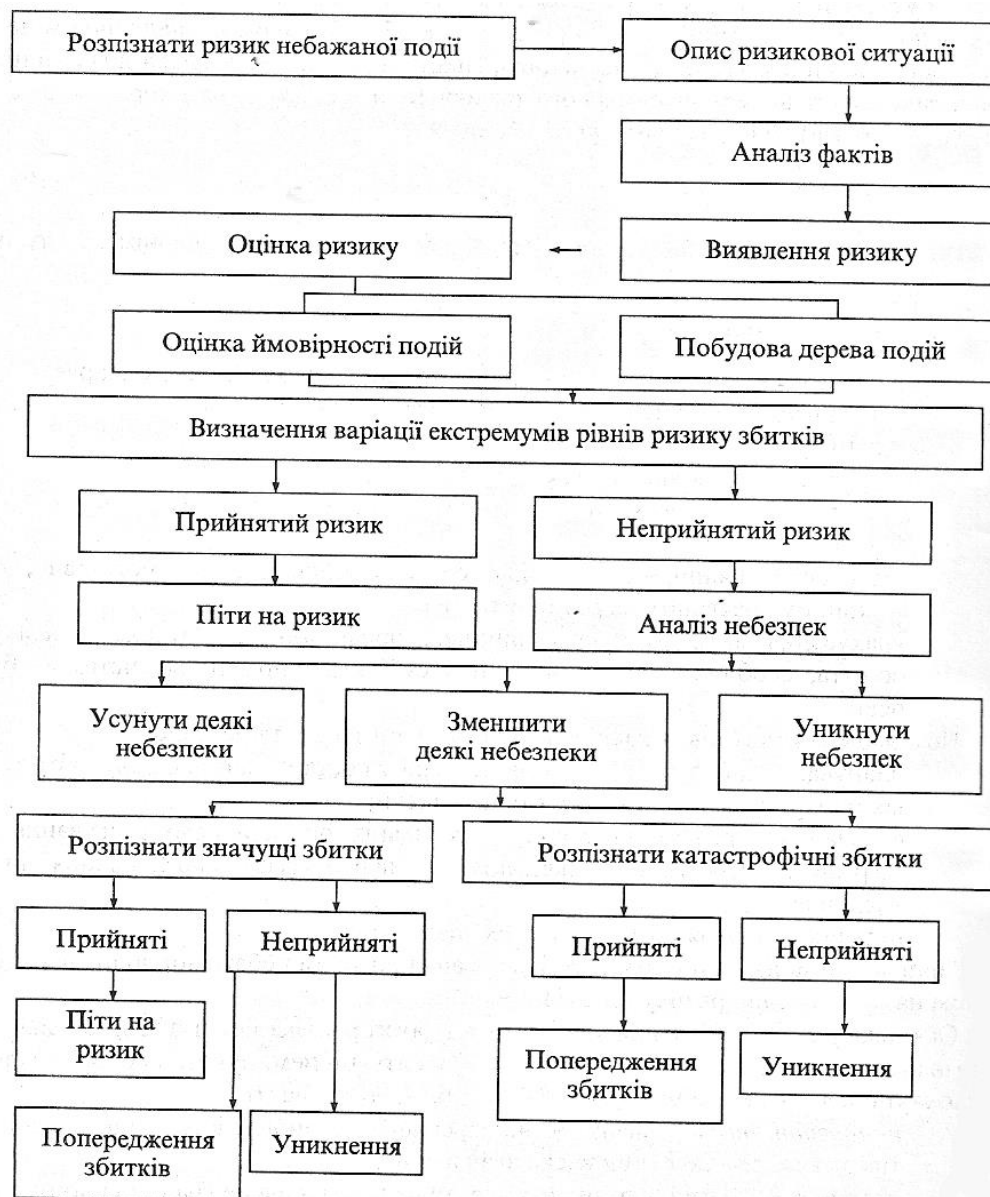 Розпізнати ризик небажаної події
Опис ризикової ситуації
Аналіз фактів
Оцінка ризику
Виявлення ризику
Оцінка ймовірності подій
Побудова дерева подій
Визначення варіації екстремумів рівнів ризику збитків
Прийнятий ризик
Неприйнятий ризик
Піти на ризик
Аналіз небезпек
Усунути деякі
небезпеки
Зменшити
деякі небезпеки
Уникнути
небезпек
Розпізнати значущі збитки
Розпізнати катастрофічні збитки
Прийняті
Неприйняті
Прийняті
Неприйняті
Піти на
ризик
Попередження
збитків
Уникнення
Попередження
збитків
Уникнення